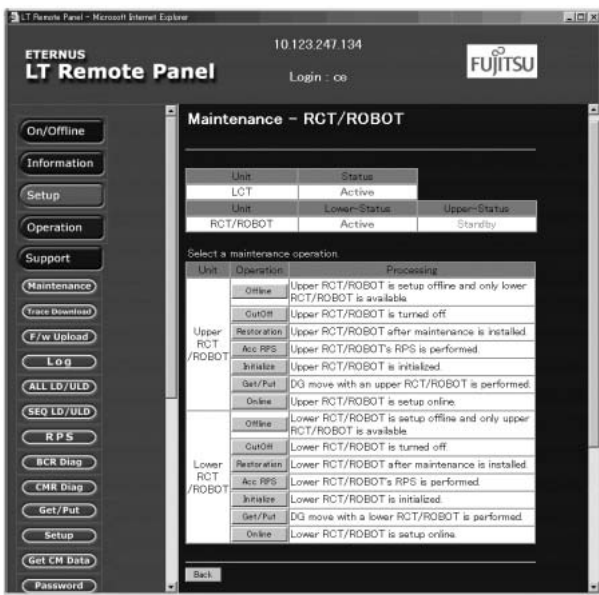 LT Remote Panel - Microsoft Internet Explorer
ETERNUS
LT Remote Panel
10.123.247.134
Login : ce
FUJITSU
On/Offline
Information
Setup
Operation
Support
Maintenance
Trace Download
F/w Upload
Log
ALL LD/ULD
SEQ LD/ULD
RPS
BCR Diag
CMR Diag
Get/Put
Setup
Get CM Data
Password
Maintenance - RCT/ROBOT
Unit Status
LCT Active
Unit Lower-Status Upper-Status
RCT/ROBOT Active Standby
Select a maintenance operation.
Unit Operation Processing
Upper RCT /ROBOT
Offline Upper RCT/ROBOT is setup offline and only lower
RCT/ROBOT is available.
CutOff Upper RCT/ROBOT is turned off.
Restoration Upper RCT/ROBOT after maintenance is installed.
Acc RPS Upper RCT/ROBOT's RPS is performed.
Initialize Upper RCT/ROBOT is initialized.
Get/Put DG move with an upper RCT/ROBOT is performed.
Online Upper RCT/ROBOT is setup online.
Lower RCT /ROBOT
Offline Lower RCT/ROBOT is setup offline and only upper
RCT/ROBOT is available.
CutOff Lower RCT/ROBOT is turned off.
Restoration Lower RCT/ROBOT after maintenance is installed.
Acc RPS Lower RCT/ROBOT's RPS is performed.
Initialize Lower RCT/ROBOT is initialized.
Get/Put DG move with a lower RCT/ROBOT is performed.
Online Lower RCT/ROBOT is setup online.
Back